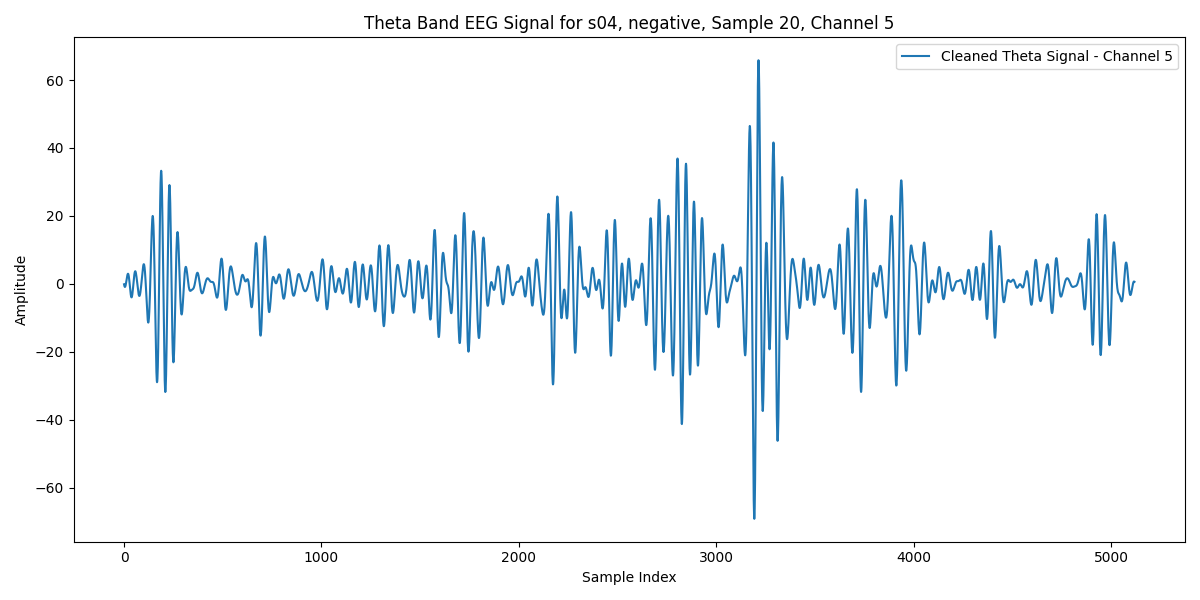 Theta Band EEG Signal for s04, negative, Sample 20, Channel 5
Cleaned Theta Signal - Channel 5
60
40
20
0
−20
−40
−60
Amplitude
0 1000 2000 3000 4000 5000
Sample Index